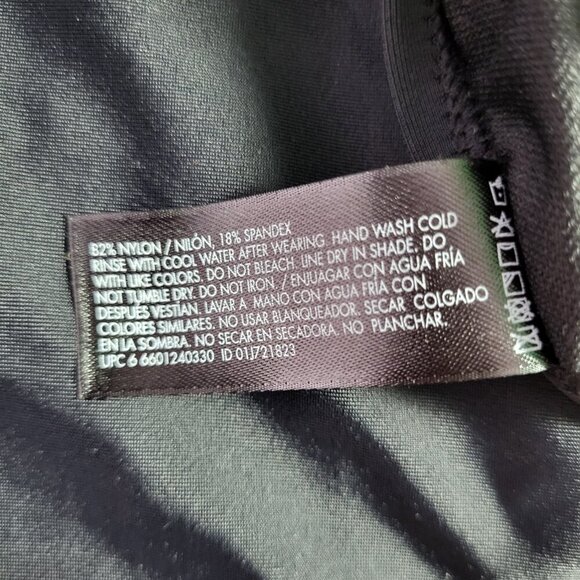 82% NYLON / NILÓN, 18% SPANDEX
RINSE WITH COOL WATER AFTER WEARING. HAND WASH COLD
WITH LIKE COLORS. DO NOT BLEACH. LINE DRY IN SHADE. DO
NOT TUMBLE DRY. DO NOT IRON. / ENJUAGAR CON AGUA FRÍA
DESPUÉS VESTÍAN. LAVAR A MANO CON AGUA FRÍA CON
COLORES SIMILARES. NO USAR BLANQUEADOR. SECAR COLGADO
EN LA SOMBRA. NO SECAR EN SECADORA. NO PLANCHAR.
UPC 6 6601240330 ID 01J721823